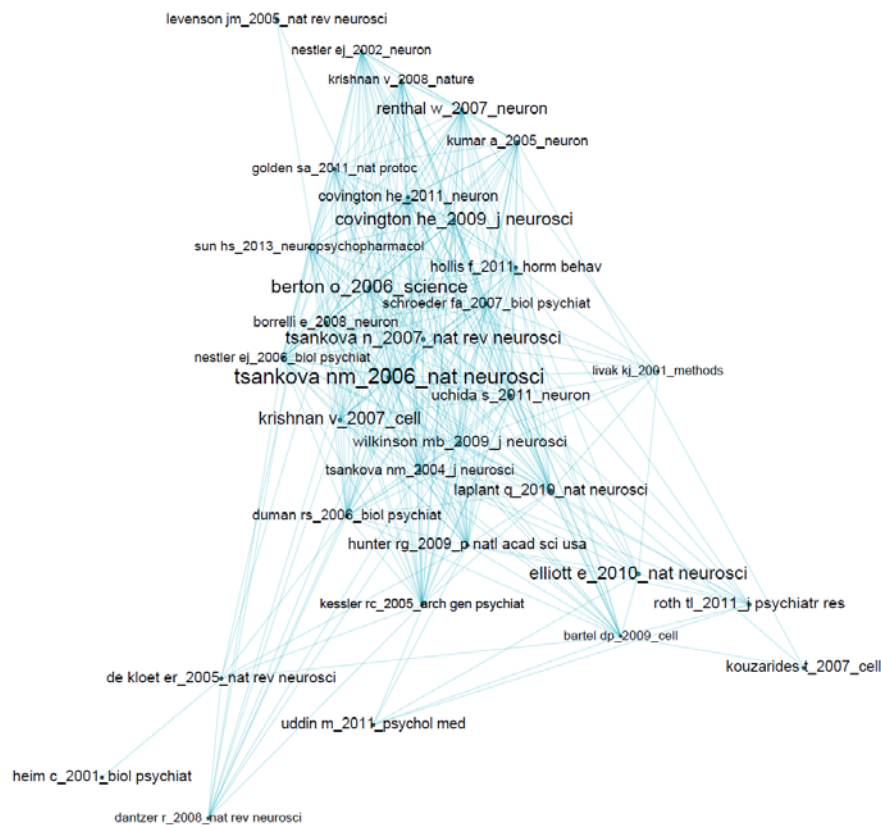 levenson jm_2005_nat rev neurosci
nestler ej_2002_neuron
krishnan v_2008_nature
renthal w_2007_neuron
kumar a_2005_neuron
golden sa_2011_nat protoc
covington he_2011_neuron
covington he_2009_j neurosci
sun hs_2013_neuropsychopharmacol
hollis f_2011_horm behav
berton o_2006_science
schroeder fa_2007_biol psychiat
borrelli e_2008_neuron
tsankova n_2007_nat rev neurosci
nestler ej_2006_biol psychiat
livak kj_2001_methods
tsankova nm_2006_nat neurosci
uchida s_2011_neuron
krishnan v_2007_cell
wilkinson mb_2009_j neurosci
tsankova nm_2004_j neurosci
laplant q_2010_nat neurosci
duman rs_2006_biol psychiat
hunter rg_2009_p natl acad sci usa
elliott e_2010_nat neurosci
kessler rc_2005_arch gen psychiat
roth tl_2011_j psychiatr res
bartel dp_2009_cell
kouzarides t_2007_cell
de kloet er_2005_nat rev neurosci
uddin m_2011_psychol med
heim c_2001_biol psychiat
dantzer r_2008_nat rev neurosci